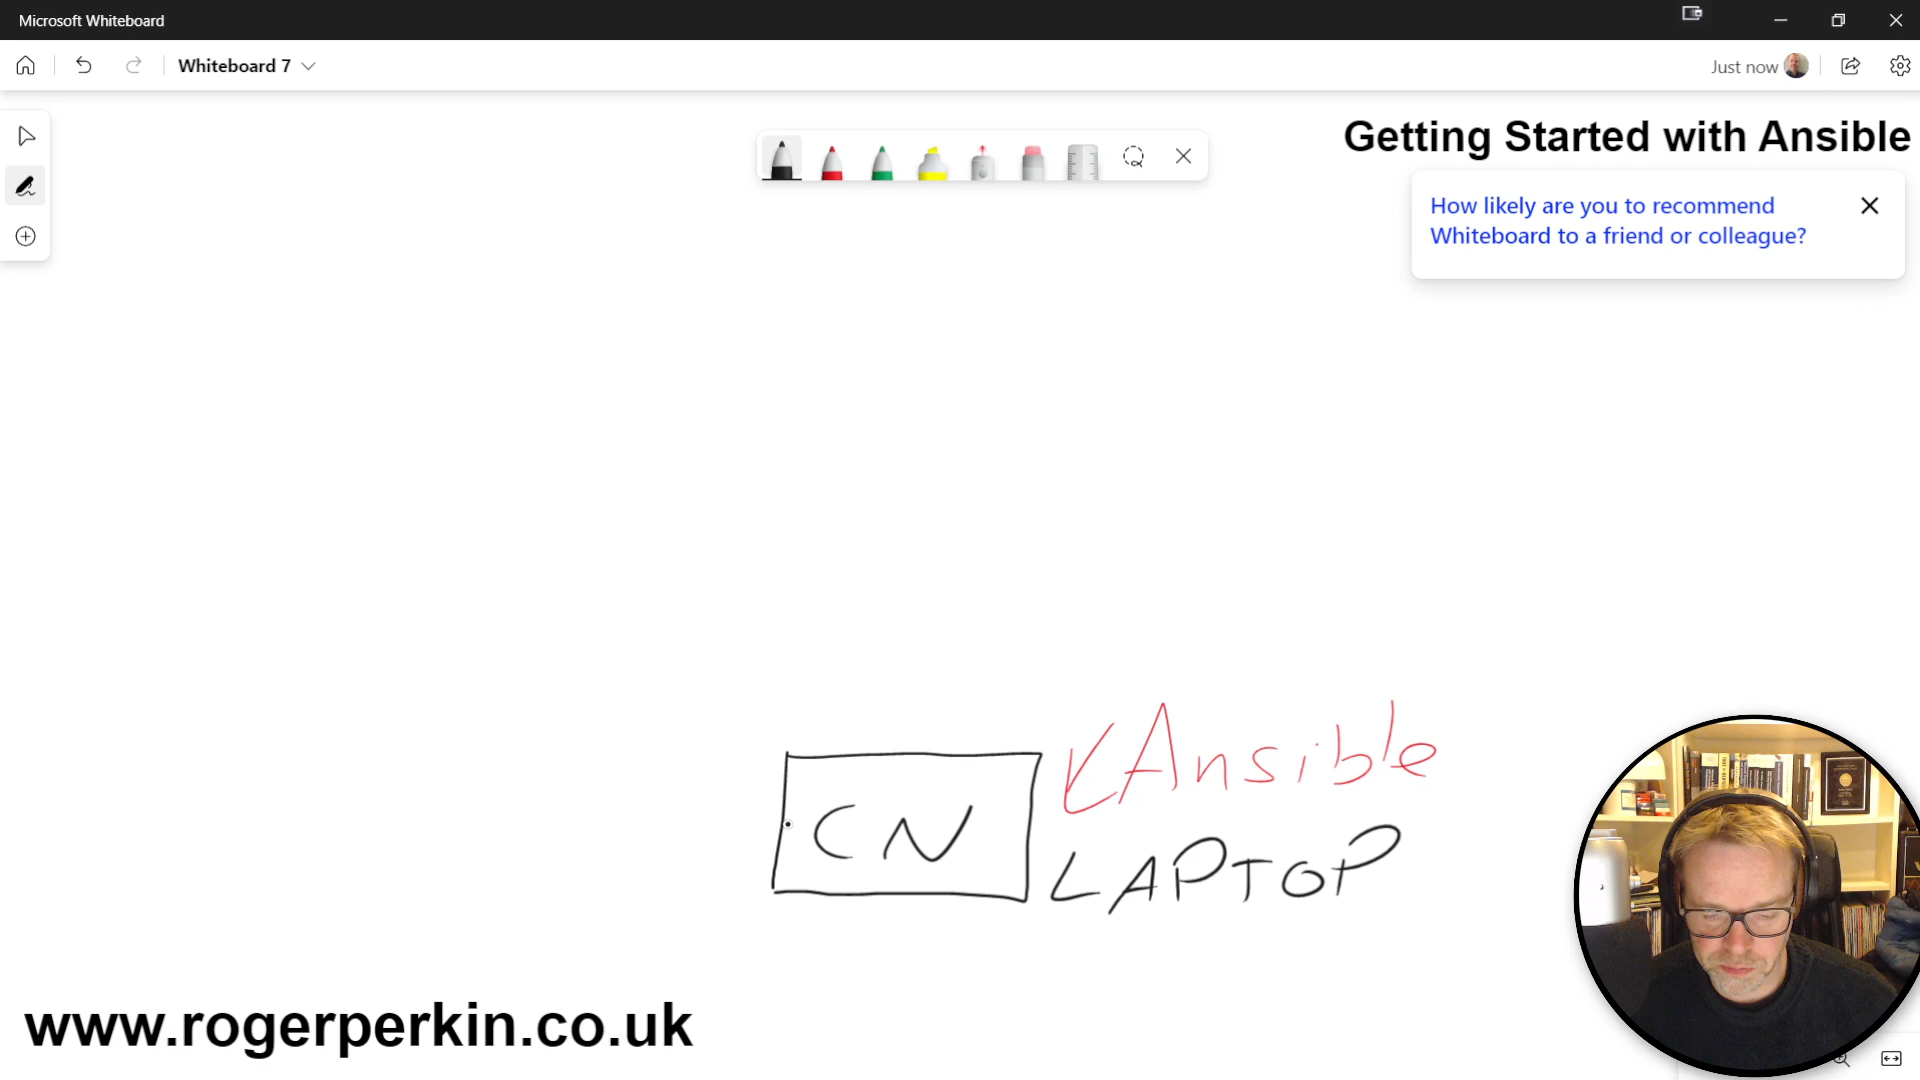 Microsoft Whiteboard
Whiteboard 7
Just now
Getting Started with Ansible
How likely are you to recommend
Whiteboard to a friend or colleague?
Ansible
CN
LAPTOP
www.rogerperkin.co.uk